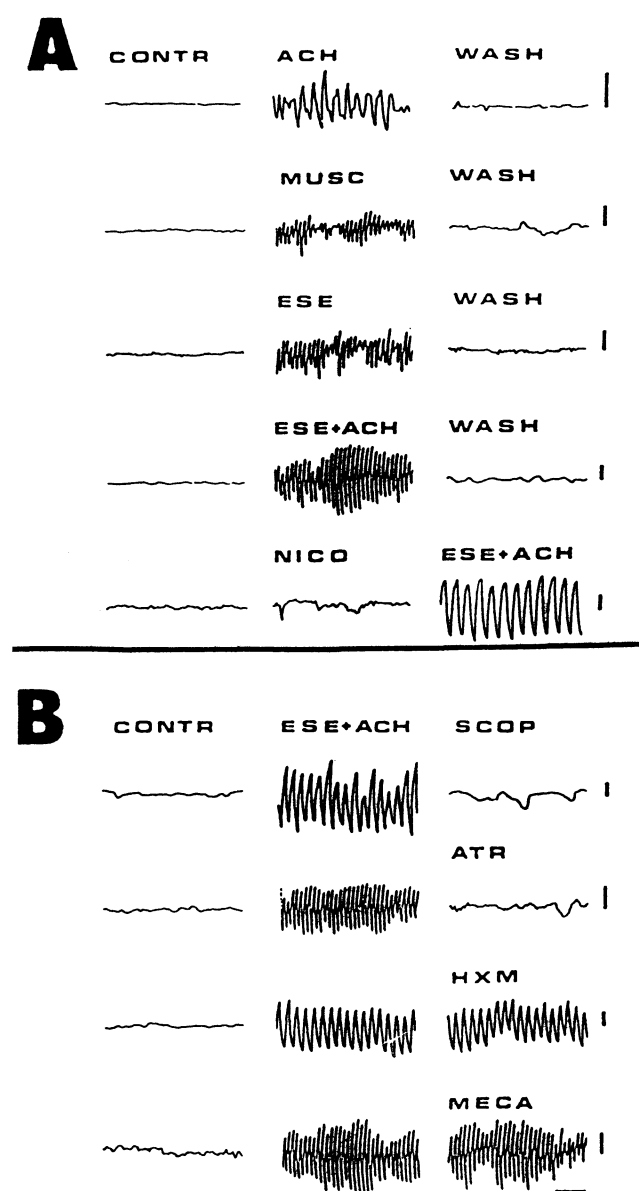 A
CONTR ACH WASH
MUSC WASH
ESE WASH
ESE+ACH WASH
NICO ESE+ACH
B
CONTR ESE+ACH SCOP
ATR
HXM
MECA